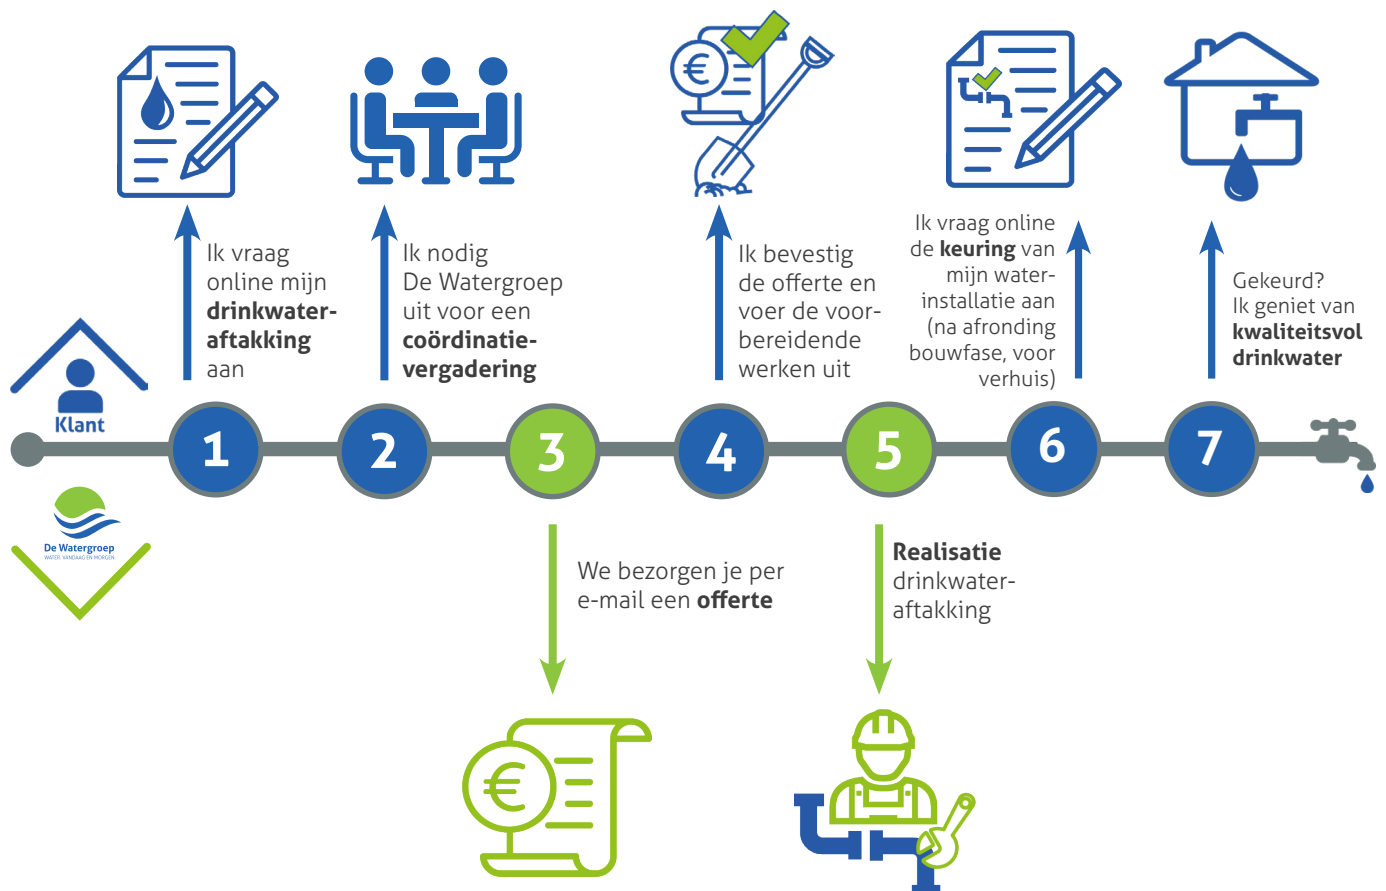 Ik vraag
online mijn
drinkwater-
aftakking
aan
Ik nodig
De Watergroep
uit voor een
coördinatie-
vergadering
Ik bevestig
de offerte en
voer de voor-
bereidende
werken uit
Ik vraag online
de keuring van
mijn water-
installatie aan
(na afronding
bouwfase, voor
verhuis)
Gekeurd?
Ik geniet van
kwaliteitsvol
drinkwater
Klant
1
2
3
4
5
6
7
De Watergroep
WATER. VANDAAG EN MORGEN.
We bezorgen je per
e-mail een offerte
Realisatie
drinkwater-
aftakking
€
€